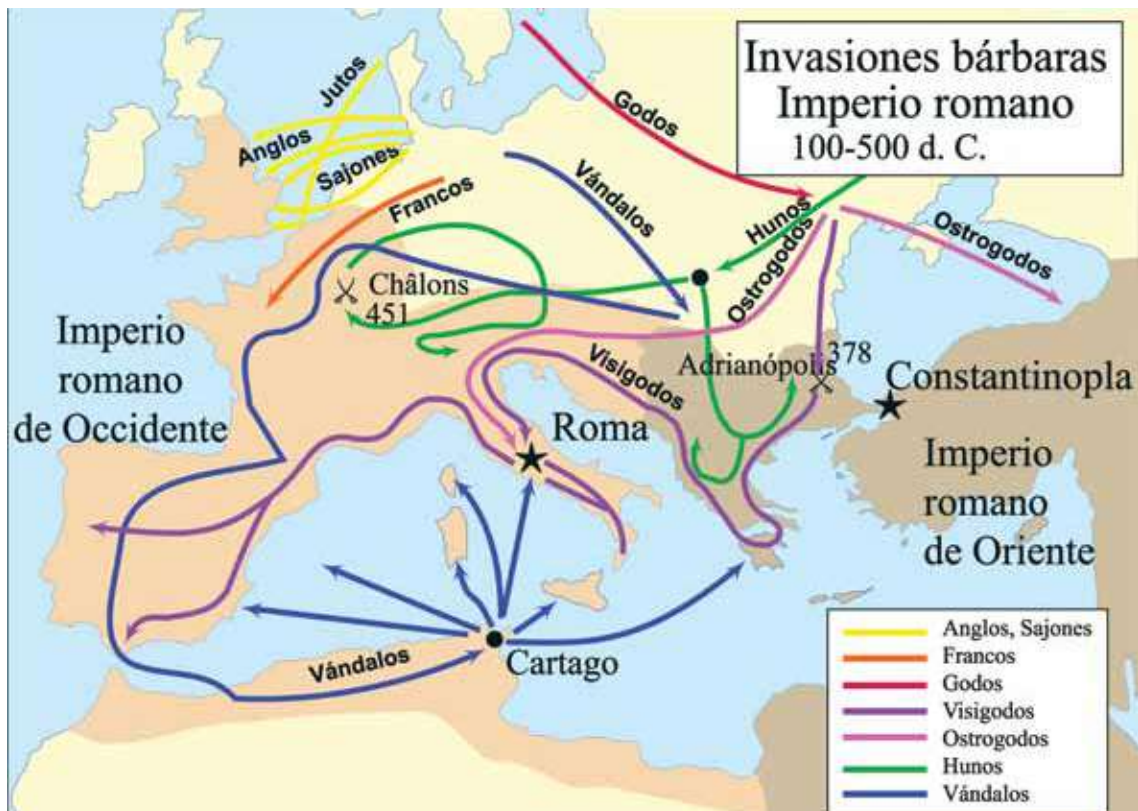 Invasiones bárbaras
Imperio romano
100-500 d. C.
Jutos
Anglos
Sajones
Francos
Godos
Vándalos
Hunos
Ostrogodos
Ostrogodos
Châlons
451
Imperio
romano
de Occidente
Visigodos
Adrianópolis
378
Constantinopla
Roma
Imperio
romano
de Oriente
Vándalos
Cartago
Anglos, Sajones
Francos
Godos
Visigodos
Ostrogodos
Hunos
Vándalos